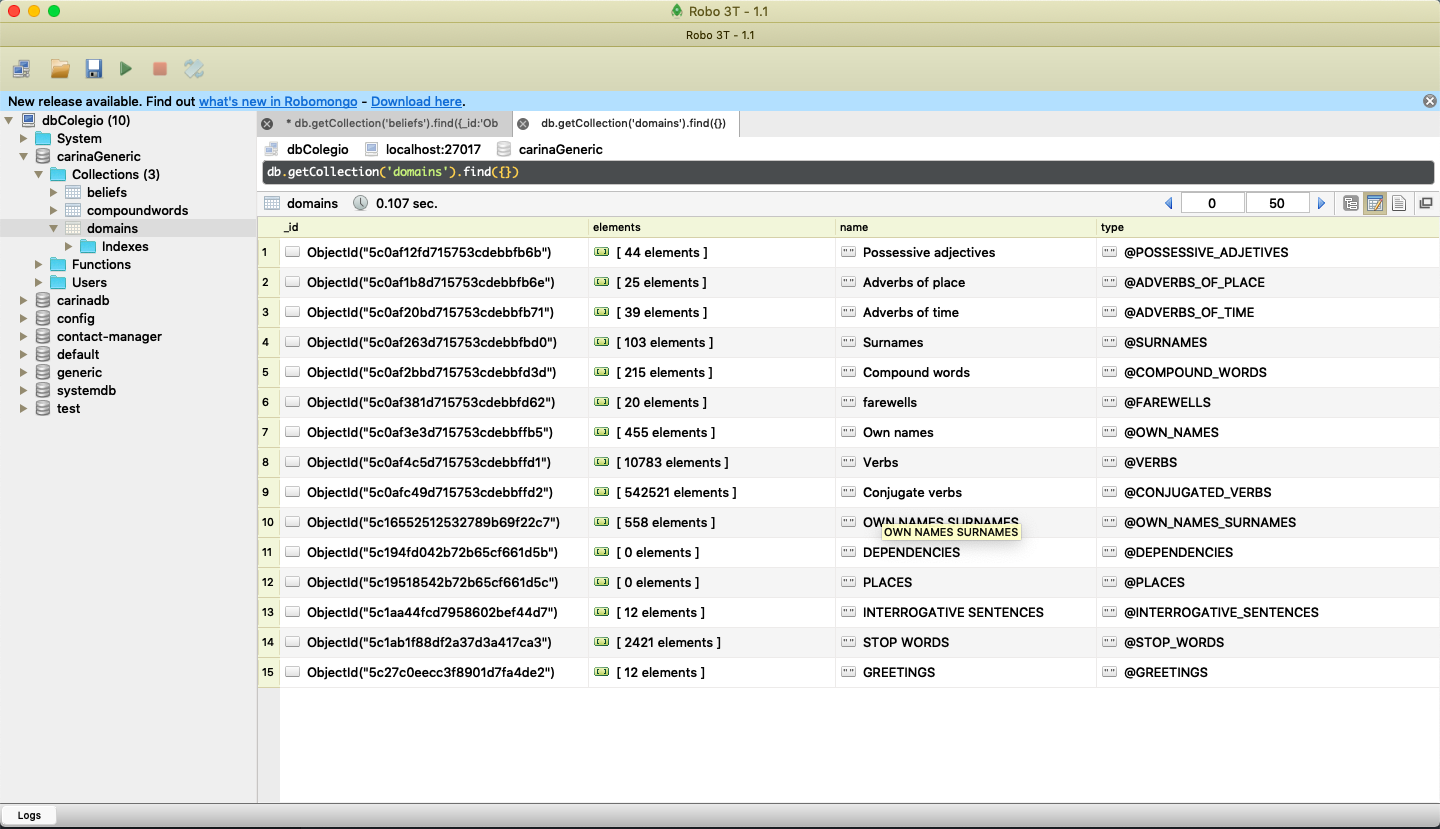 Robo 3T - 1.1
Robo 3T - 1.1
New release available. Find out what's new in Robomongo - Download here.
dbColegio (10)
System
carinaGeneric
Collections (3)
beliefs
compoundwords
domains
Indexes
Functions
Users
carinadb
config
contact-manager
default
generic
systemdb
test
* db.getCollection('beliefs').find({_id:'Ob
db.getCollection('domains').find({})
dbColegio localhost:27017 carinaGeneric
db.getCollection('domains').find({})
domains 0.107 sec. 0 50
_id elements name type
1 ObjectId("5c0af12fd715753cdebbfb6b") [ 44 elements ] "" Possessive adjectives "" @POSSESSIVE_ADJETIVES
2 ObjectId("5c0af1b8d715753cdebbfb6e") [ 25 elements ] "" Adverbs of place "" @ADVERBS_OF_PLACE
3 ObjectId("5c0af20bd715753cdebbfb71") [ 39 elements ] "" Adverbs of time "" @ADVERBS_OF_TIME
4 ObjectId("5c0af263d715753cdebbfbd0") [ 103 elements ] "" Surnames "" @SURNAMES
5 ObjectId("5c0af2bbd715753cdebbfd3d") [ 215 elements ] "" Compound words "" @COMPOUND_WORDS
6 ObjectId("5c0af381d715753cdebbfd62") [ 20 elements ] "" farewells "" @FAREWELLS
7 ObjectId("5c0af3e3d715753cdebbffb5") [ 455 elements ] "" Own names "" @OWN_NAMES
8 ObjectId("5c0af4c5d715753cdebbffd1") [ 10783 elements ] "" Verbs "" @VERBS
9 ObjectId("5c0afc49d715753cdebbffd2") [ 542521 elements ] "" Conjugate verbs "" @CONJUGATED_VERBS
10 ObjectId("5c16552512532789b69f22c7") [ 558 elements ] "" OWN NAMES SURNAMES "" @OWN_NAMES_SURNAMES
OWN NAMES SURNAMES
11 ObjectId("5c194fd042b72b65cf661d5b") [ 0 elements ] "" DEPENDENCIES "" @DEPENDENCIES
12 ObjectId("5c19518542b72b65cf661d5c") [ 0 elements ] "" PLACES "" @PLACES
13 ObjectId("5c1aa44fcd7958602bef44d7") [ 12 elements ] "" INTERROGATIVE SENTENCES "" @INTERROGATIVE_SENTENCES
14 ObjectId("5c1ab1f88df2a37d3a417ca3") [ 2421 elements ] "" STOP WORDS "" @STOP_WORDS
15 ObjectId("5c27c0eecc3f8901d7fa4de2") [ 12 elements ] "" GREETINGS "" @GREETINGS
Logs